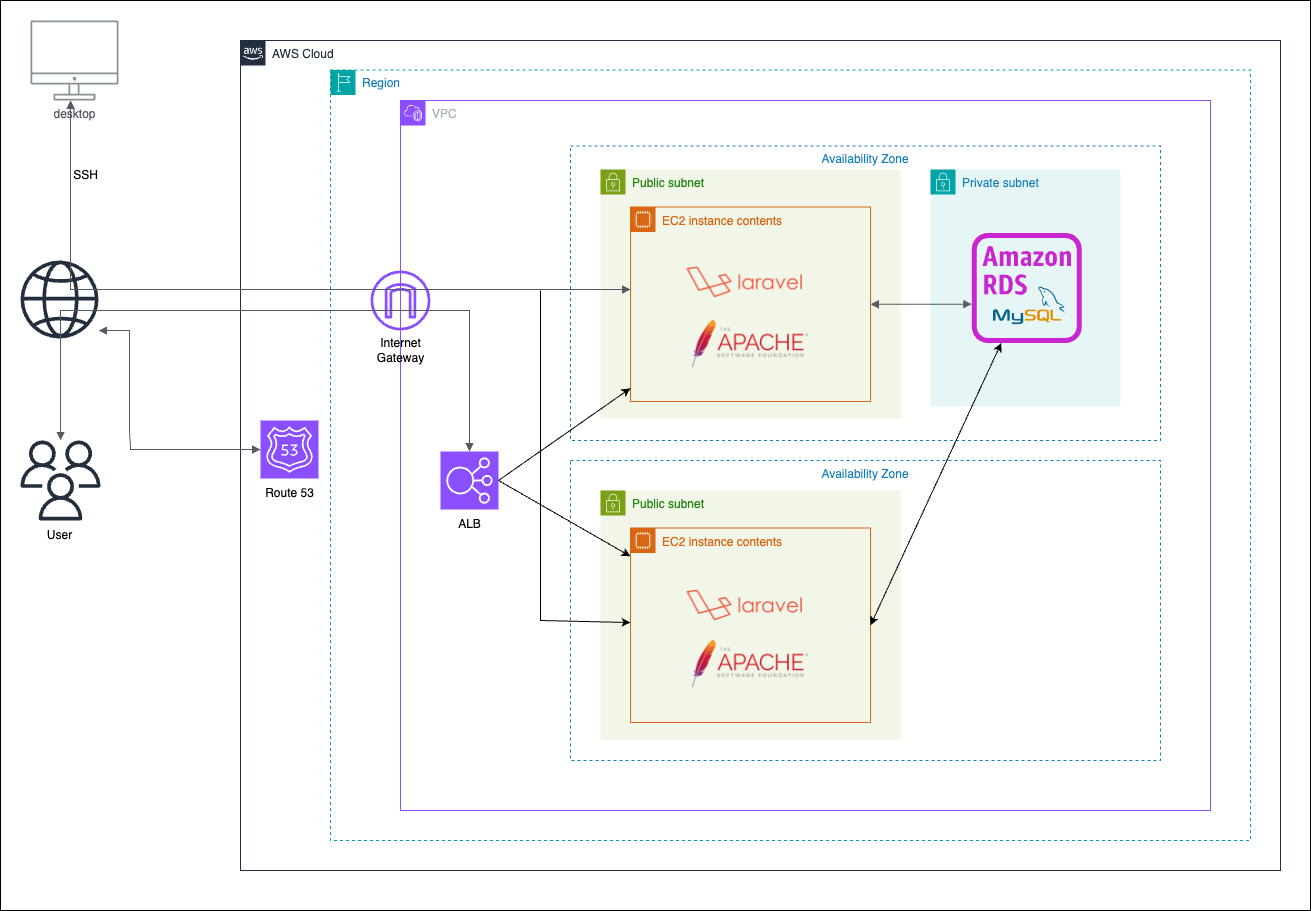 desktop
SSH
User
aws
AWS Cloud
Region
VPC
Internet
Gateway
53
Route 53
ALB
Availability Zone
Public subnet
EC2 instance contents
laravel
THE
APACHE
SOFTWARE FOUNDATION
Private subnet
Amazon
RDS
MySQL
Availability Zone
Public subnet
EC2 instance contents
laravel
THE
APACHE
SOFTWARE FOUNDATION